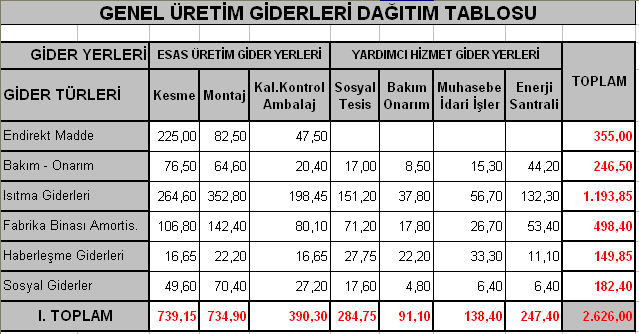 GENEL ÜRETİM GİDERLERİ DAĞITIM TABLOSU
GİDER YERLERİ ESAS ÜRETİM GİDER YERLERİ YARDIMCI HİZMET GİDER YERLERİ TOPLAM
GİDER TÜRLERİ Kesme Montaj Kal.Kontrol Ambalaj Sosyal Tesis Bakım Onarım Muhasebe İdari İşler Enerji Santrali
Endirekt Madde 225,00 82,50 47,50 355,00
Bakım - Onarım 76,50 64,60 20,40 17,00 8,50 15,30 44,20 246,50
Isıtma Giderleri 264,60 352,80 198,45 151,20 37,80 56,70 132,30 1.193,85
Fabrika Binası Amortis. 106,80 142,40 80,10 71,20 17,80 26,70 53,40 498,40
Haberleşme Giderleri 16,65 22,20 16,65 27,75 22,20 33,30 11,10 149,85
Sosyal Giderler 49,60 70,40 27,20 17,60 4,80 6,40 6,40 182,40
I. TOPLAM 739,15 734,90 390,30 284,75 91,10 138,40 247,40 2.626,00